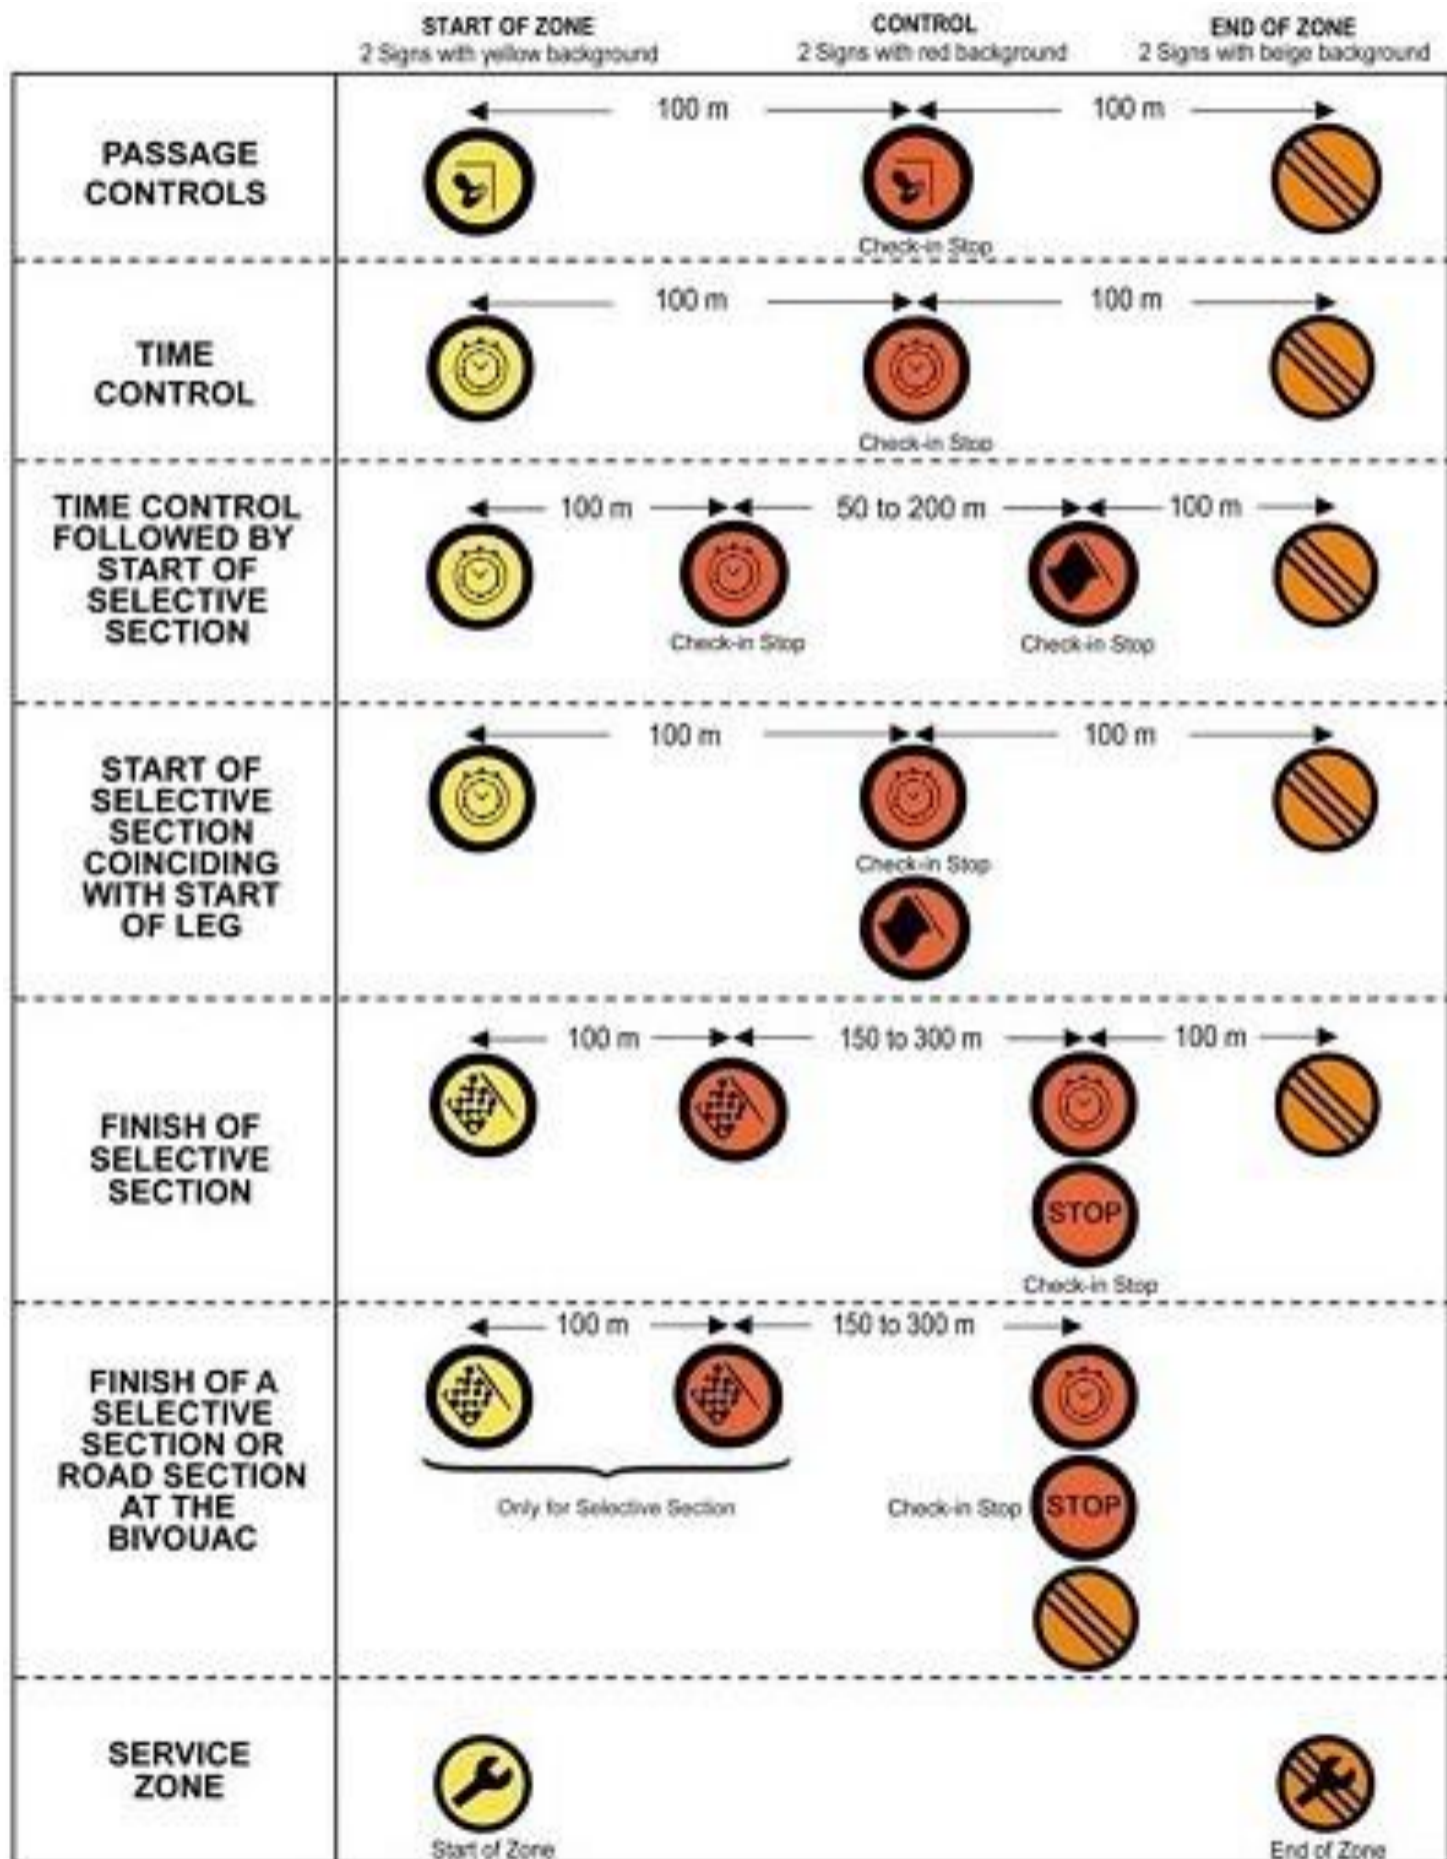 START OF ZONE
2 Signs with yellow background
CONTROL
2 Signs with red background
END OF ZONE
2 Signs with beige background
PASSAGE
CONTROLS
100 m
100 m
Check-in Stop
TIME
CONTROL
100 m
100 m
Check-in Stop
TIME CONTROL
FOLLOWED BY
START OF
SELECTIVE
SECTION
100 m
50 to 200 m
100 m
Check-in Stop
Check-in Stop
START OF
SELECTIVE
SECTION
COINCIDING
WITH START
OF LEG
100 m
100 m
Check-in Stop
FINISH OF
SELECTIVE
SECTION
100 m
150 to 300 m
100 m
STOP
Check-in Stop
FINISH OF A
SELECTIVE
SECTION OR
ROAD SECTION
AT THE
BIVOUAC
100 m
150 to 300 m
Only for Selective Section
Check-in Stop
STOP
SERVICE
ZONE
Start of Zone
End of Zone